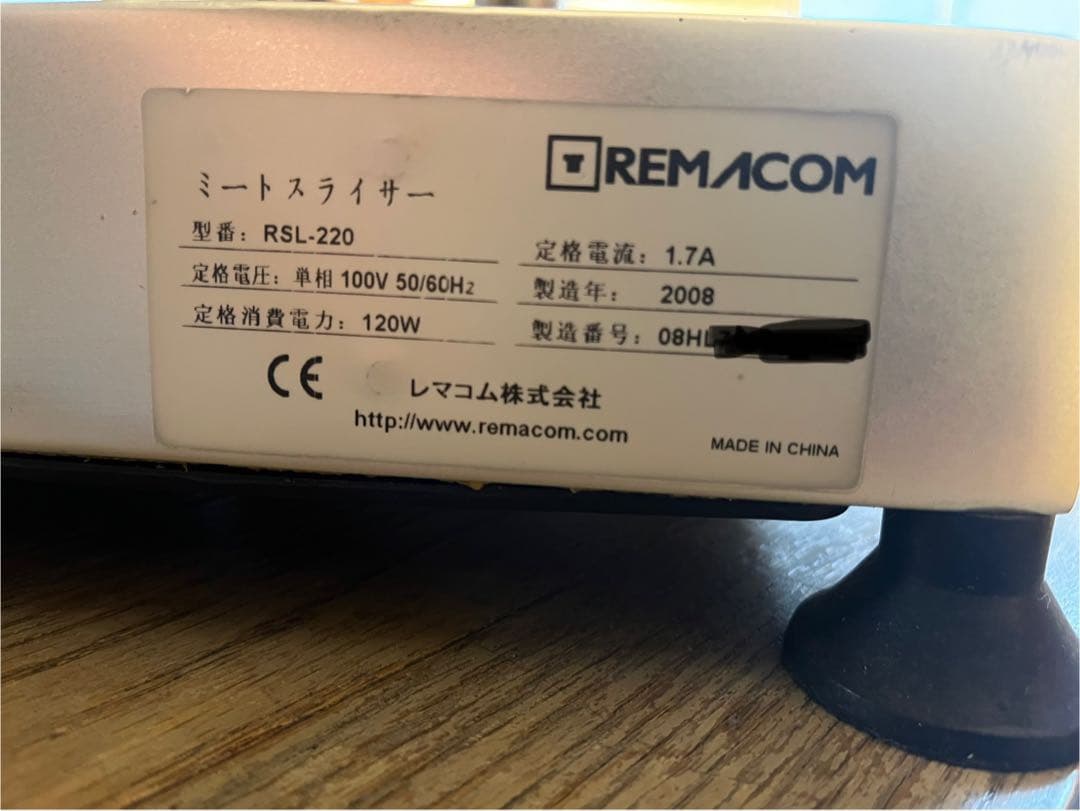 REMACOM
ミートスライサー
型番: RSL-220
定格電圧: 単相 100V 50/60Hz
定格消費電力: 120W
定格電流: 1.7A
製造年: 2008
製造番号: 08HL
CE
レマコム株式会社
http://www.remacom.com
MADE IN CHINA